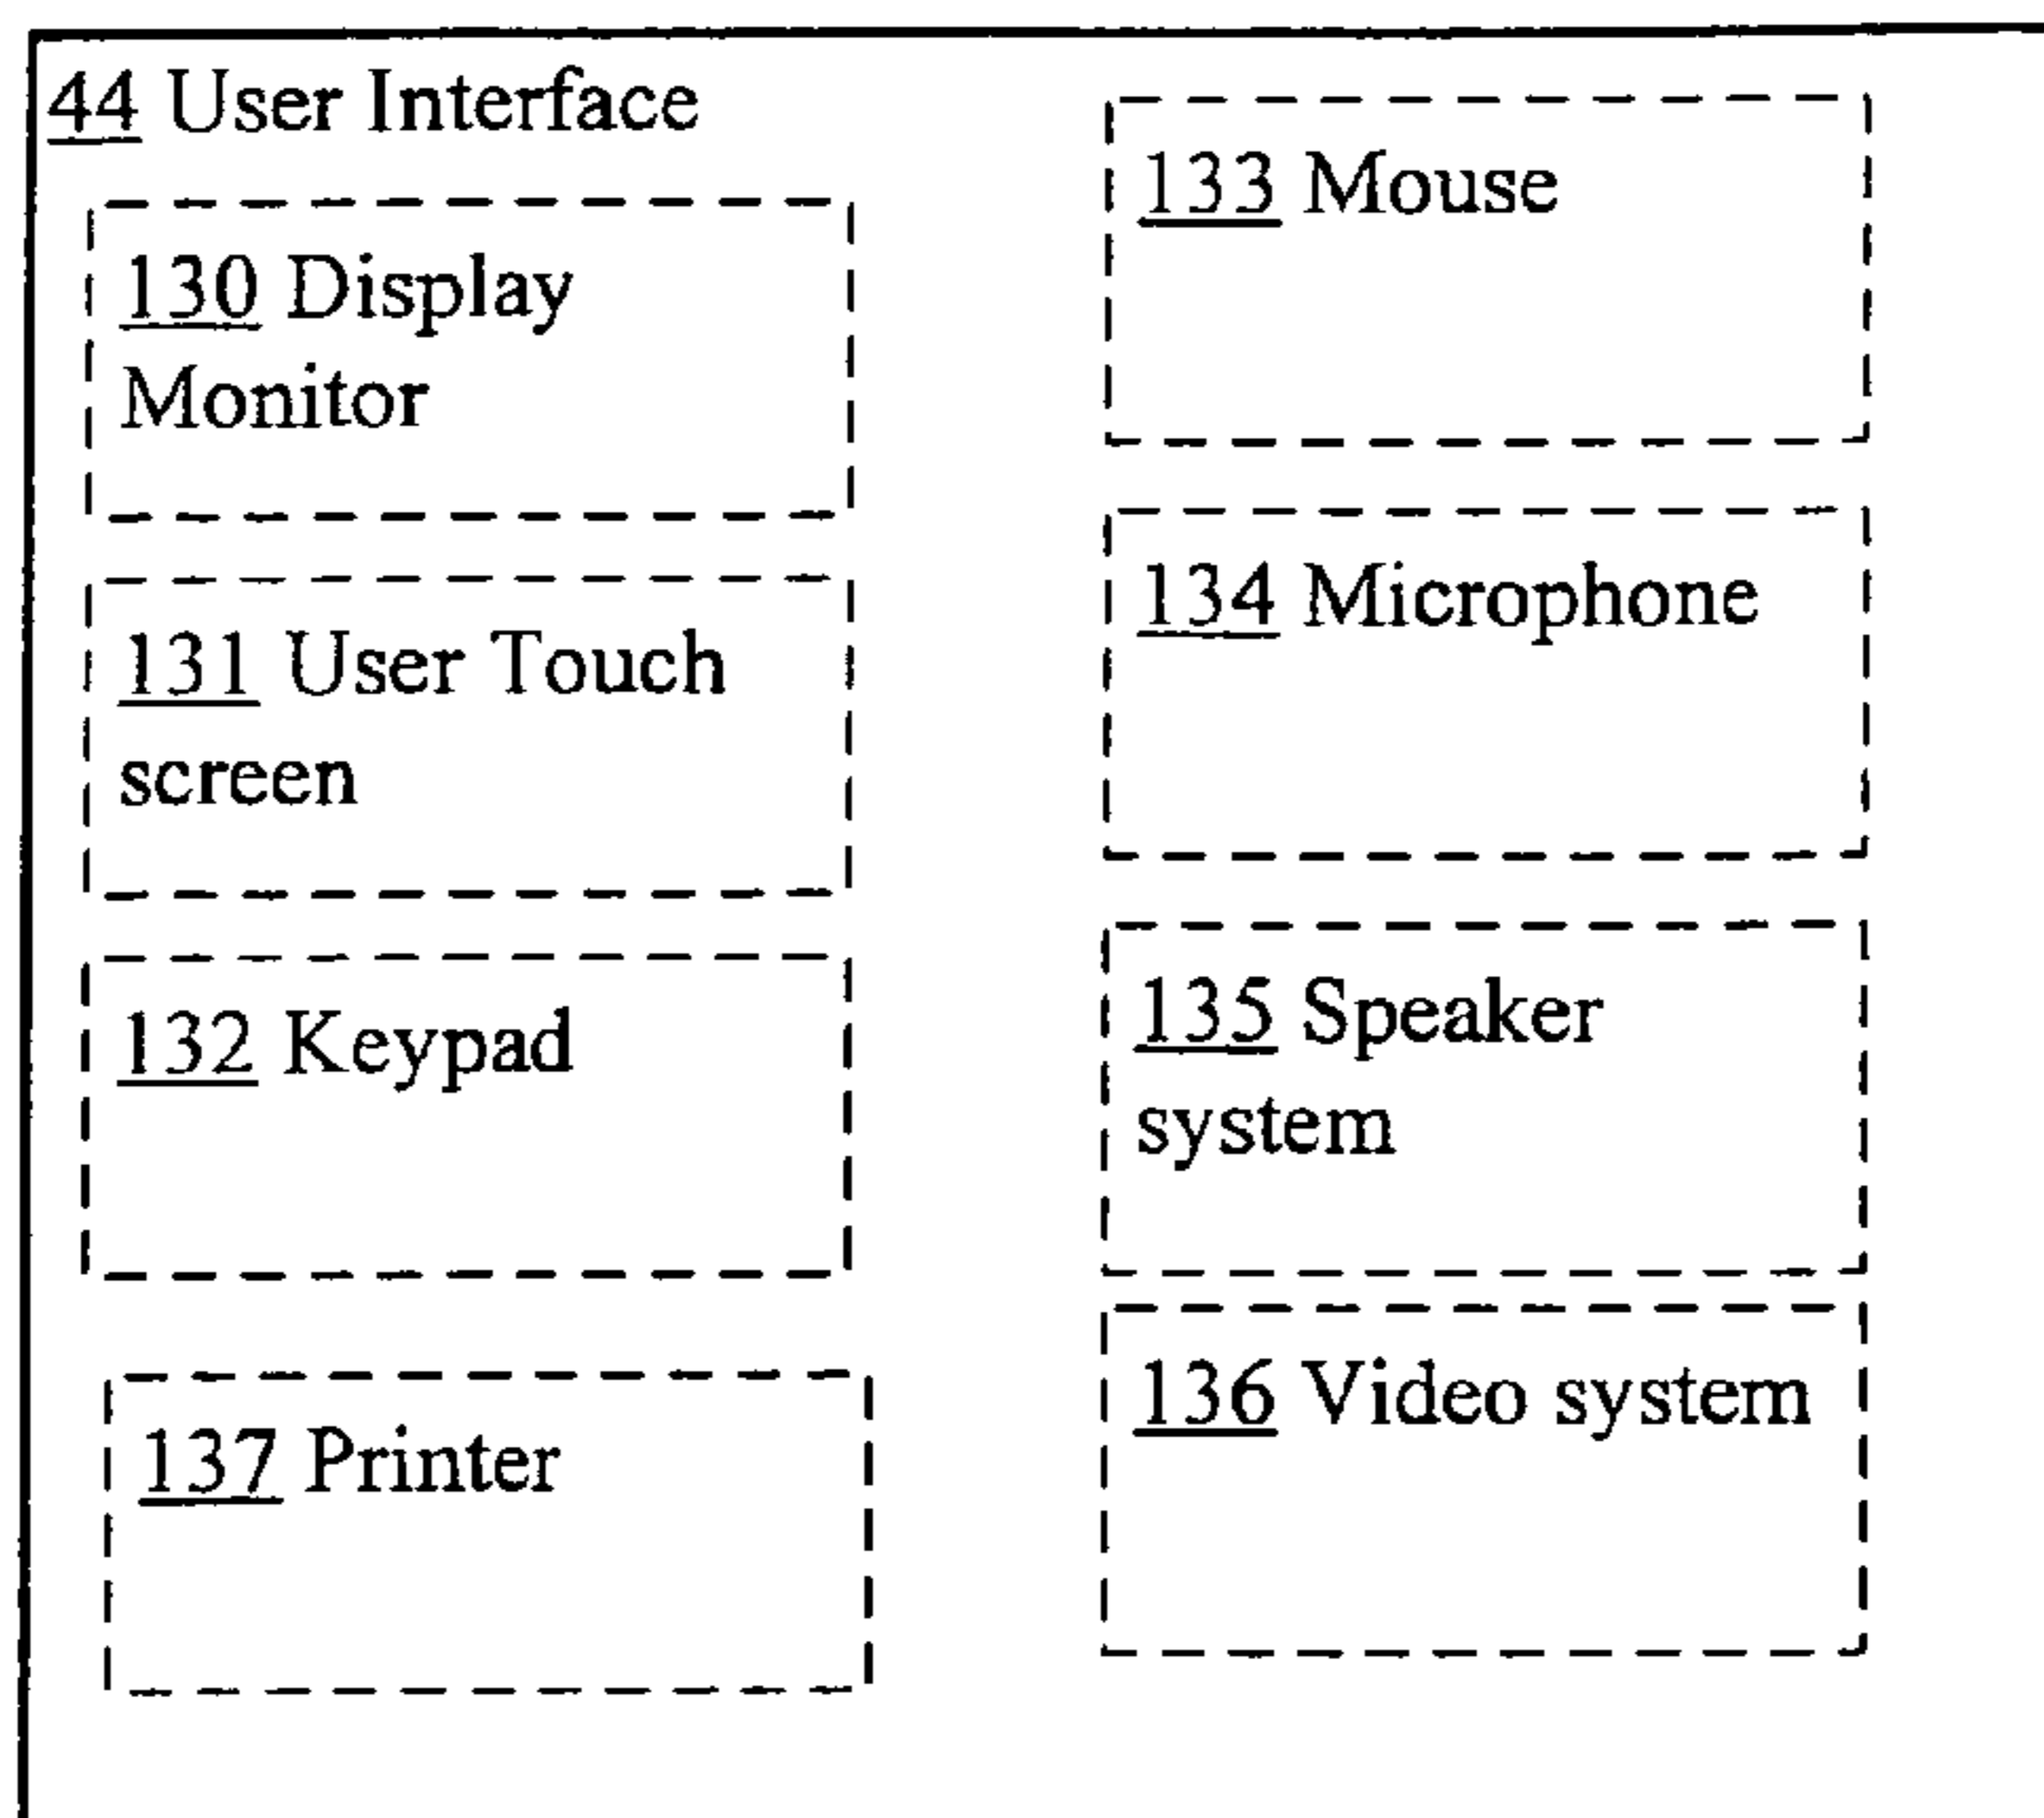 44 User Interface
130 Display
Monitor
131 User Touch
screen
132 Keypad
137 Printer
133 Mouse
134 Microphone
135 Speaker
system
136 Video system